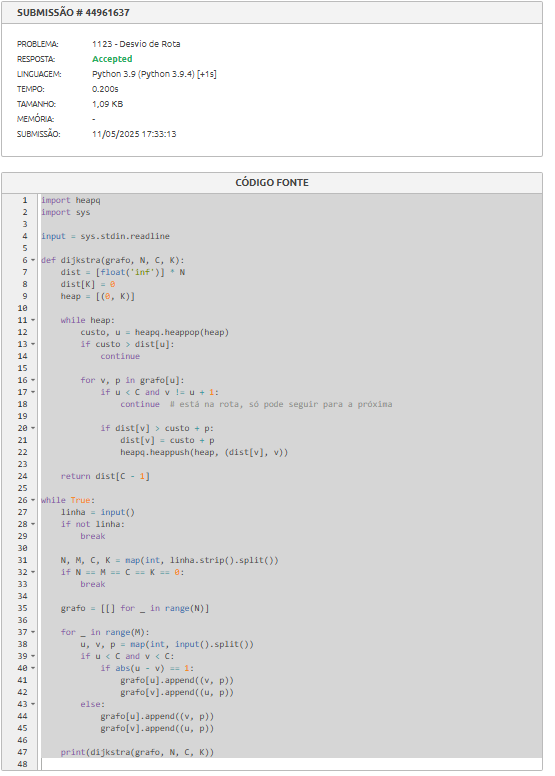 SUBMISSÃO # 44961637
PROBLEMA: 1123 - Desvio de Rota
RESPOSTA: Accepted
LINGUAGEM: Python 3.9 (Python 3.9.4) [+1s]
TEMPO: 0.200s
TAMANHO: 1,09 KB
MEMÓRIA: -
SUBMISSÃO: 11/05/2025 17:33:13
CÓDIGO FONTE
1 import heapq
2 import sys
3
4 input = sys.stdin.readline
5
6 def dijkstra(grafo, N, C, K):
7     dist = [float('inf')] * N
8     dist[K] = 0
9     heap = [(0, K)]
10
11     while heap:
12         custo, u = heapq.heappop(heap)
13         if custo > dist[u]:
14             continue
15
16         for v, p in grafo[u]:
17             if u < C and v != u + 1:
18                 continue  # está na rota, só pode seguir para a próxima
19
20             if dist[v] > custo + p:
21                 dist[v] = custo + p
22                 heapq.heappush(heap, (dist[v], v))
23
24     return dist[C - 1]
25
26 while True:
27     linha = input()
28     if not linha:
29         break
30
31     N, M, C, K = map(int, linha.strip().split())
32     if N == M == C == K == 0:
33         break
34
35     grafo = [[] for _ in range(N)]
36
37     for _ in range(M):
38         u, v, p = map(int, input().split())
39         if u < C and v < C:
40             if abs(u - v) == 1:
41                 grafo[u].append((v, p))
42                 grafo[v].append((u, p))
43         else:
44             grafo[u].append((v, p))
45             grafo[v].append((u, p))
46
47     print(dijkstra(grafo, N, C, K))
48